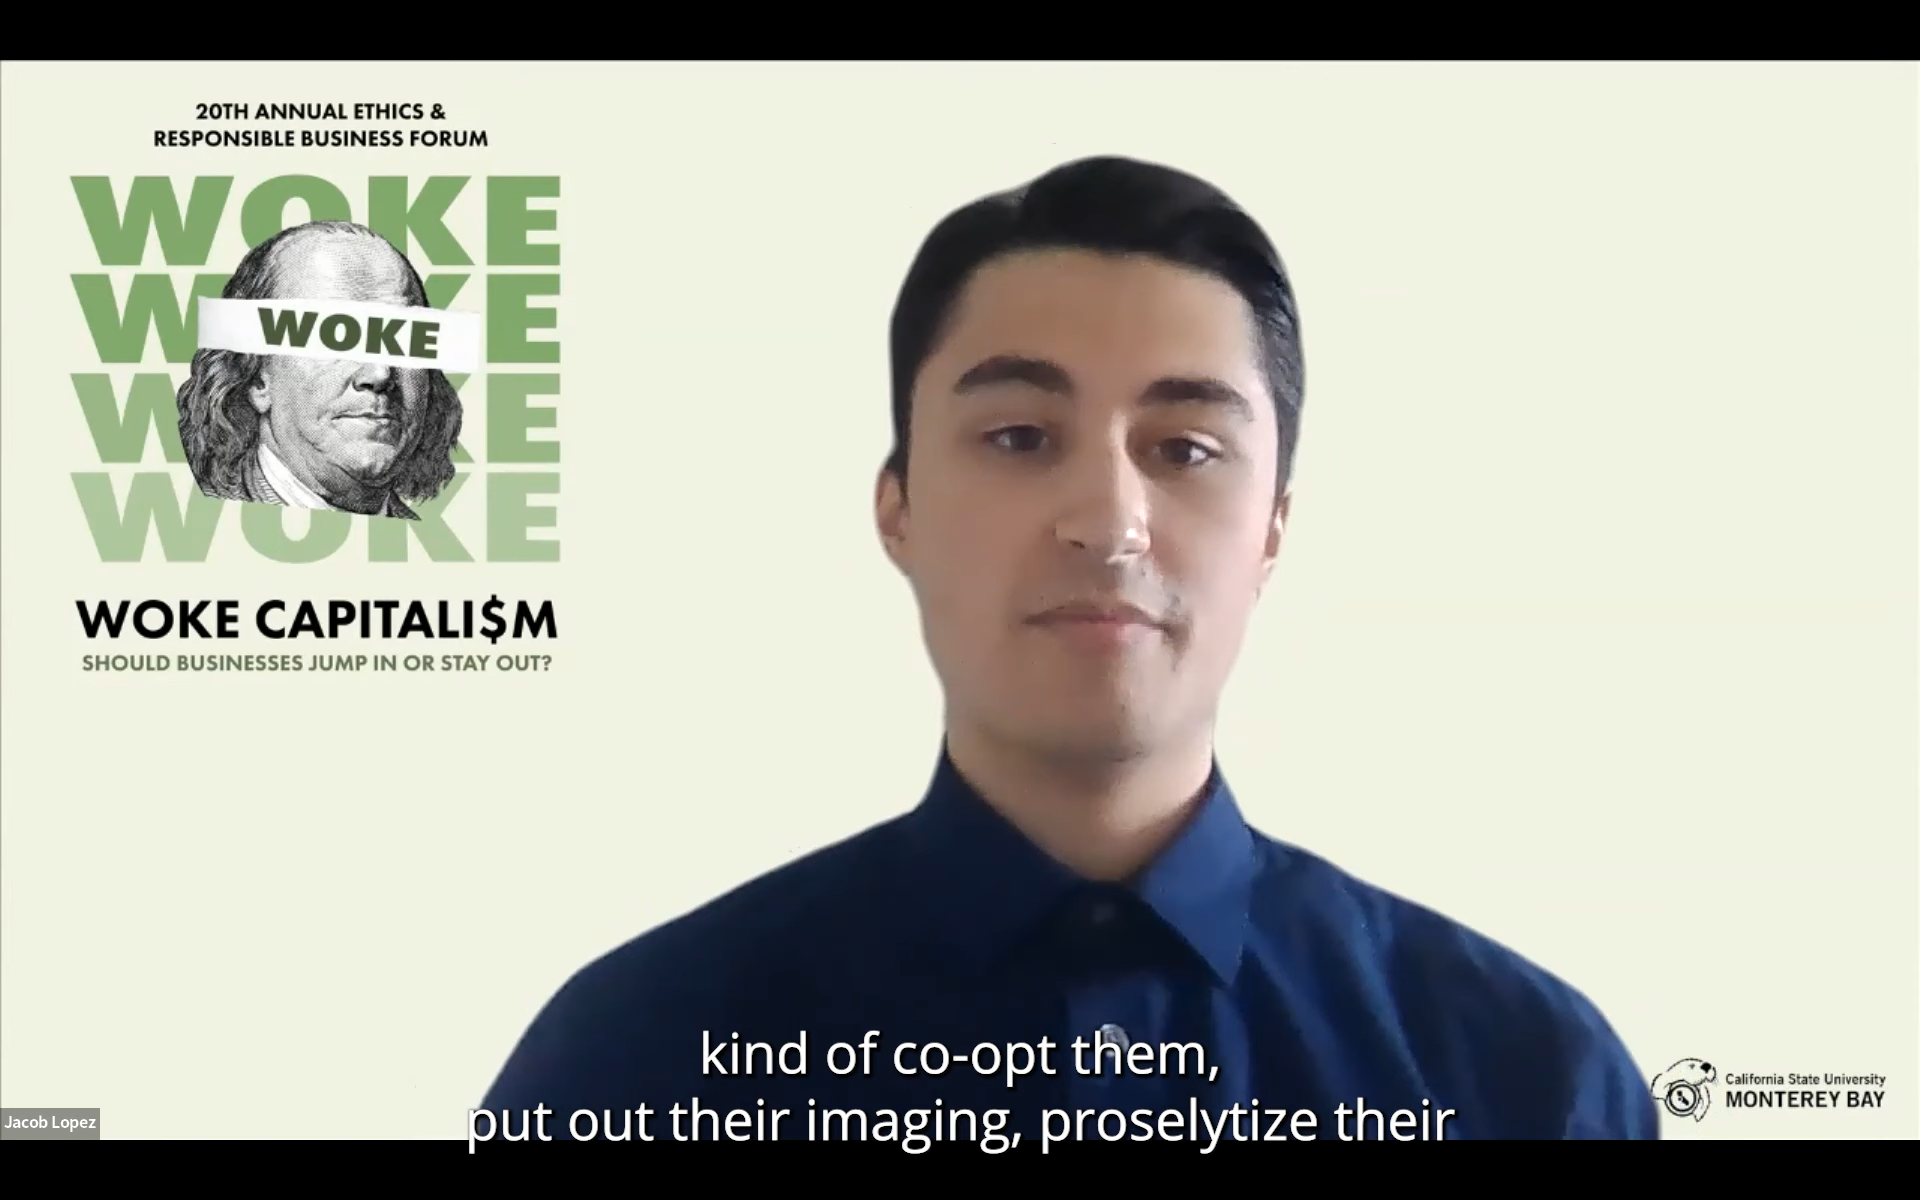 20TH ANNUAL ETHICS &
RESPONSIBLE BUSINESS FORUM
WOKE
WOKE
WOKE
WOKE
WOKE
WOKE CAPITALI$M
SHOULD BUSINESSES JUMP IN OR STAY OUT?
kind of co-opt them,
put out their imaging, proselytize their
Jacob Lopez
California State University
MONTEREY BAY